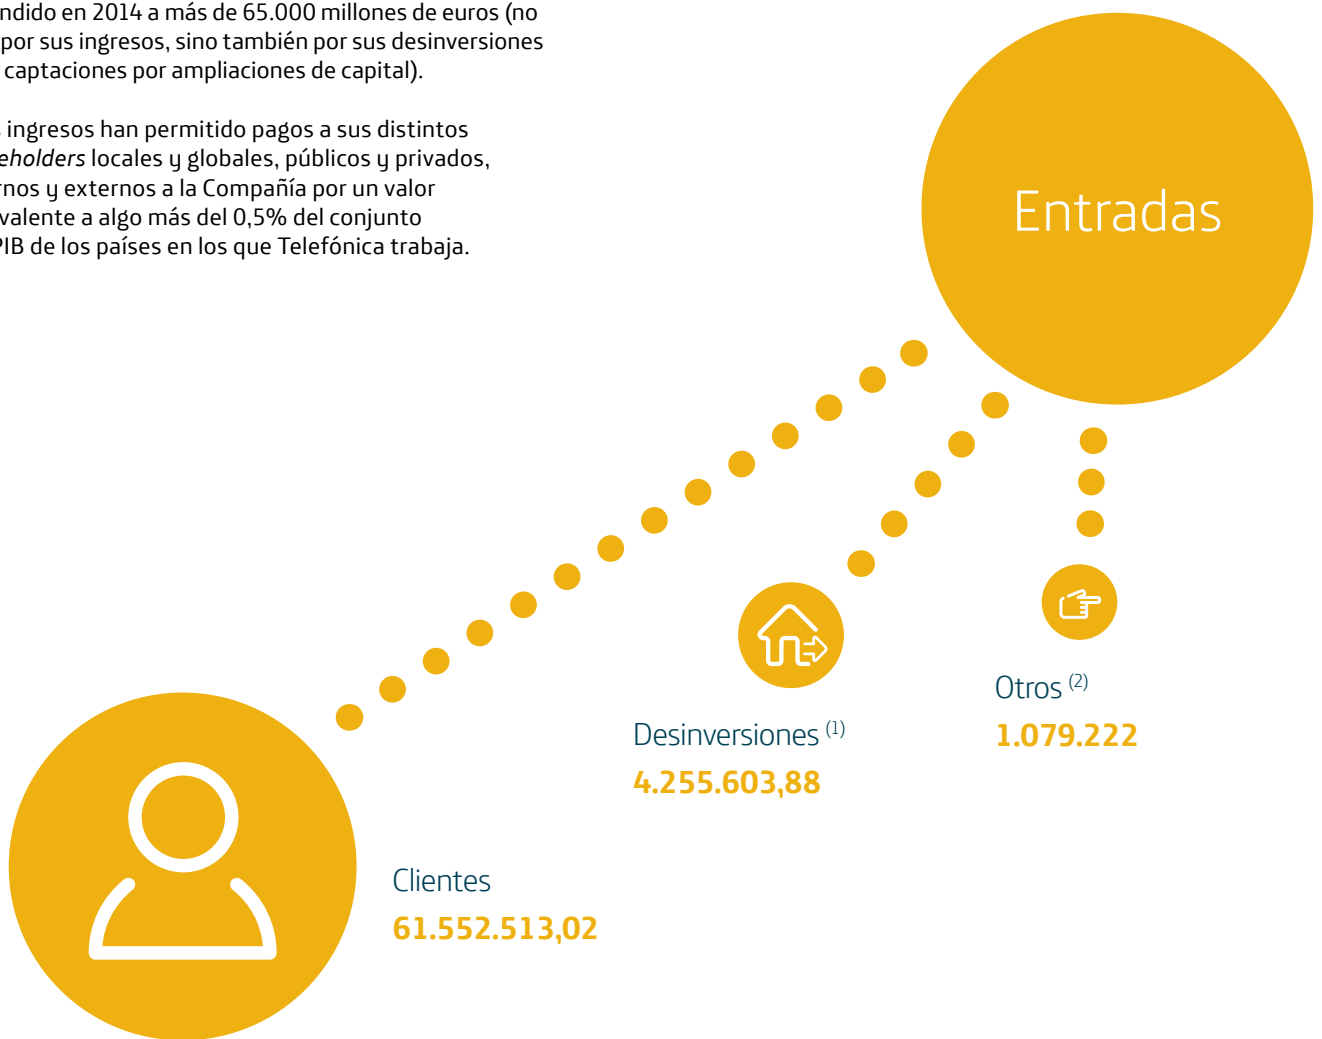 ndido en 2014 a más de 65.000 millones de euros (no
por sus ingresos, sino también por sus desinversiones
captaciones por ampliaciones de capital).
s ingresos han permitido pagos a sus distintos
eholders locales y globales, públicos y privados,
rnos y externos a la Compañía por un valor
valente a algo más del 0,5% del conjunto
PIB de los países en los que Telefónica trabaja.
Entradas
Otros (2)
1.079.222
Desinversiones (1)
4.255.603,88
Clientes
61.552.513,02